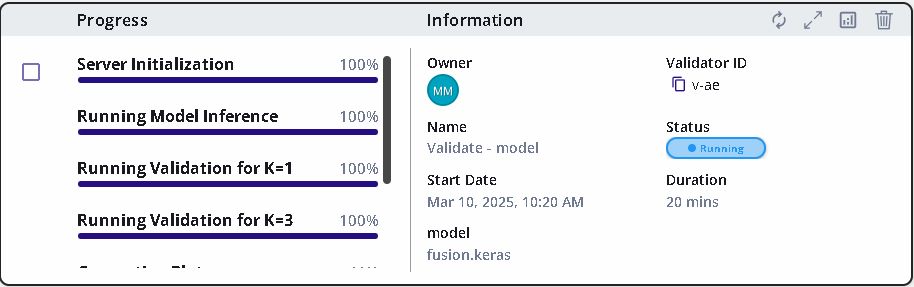 Progress
Information
Server Initialization 100%
Running Model Inference 100%
Running Validation for K=1 100%
Running Validation for K=3 100%
Owner
MM
Validator ID
v-ae
Name
Validate - model
Status
Running
Start Date
Mar 10, 2025, 10:20 AM
Duration
20 mins
model
fusion.keras